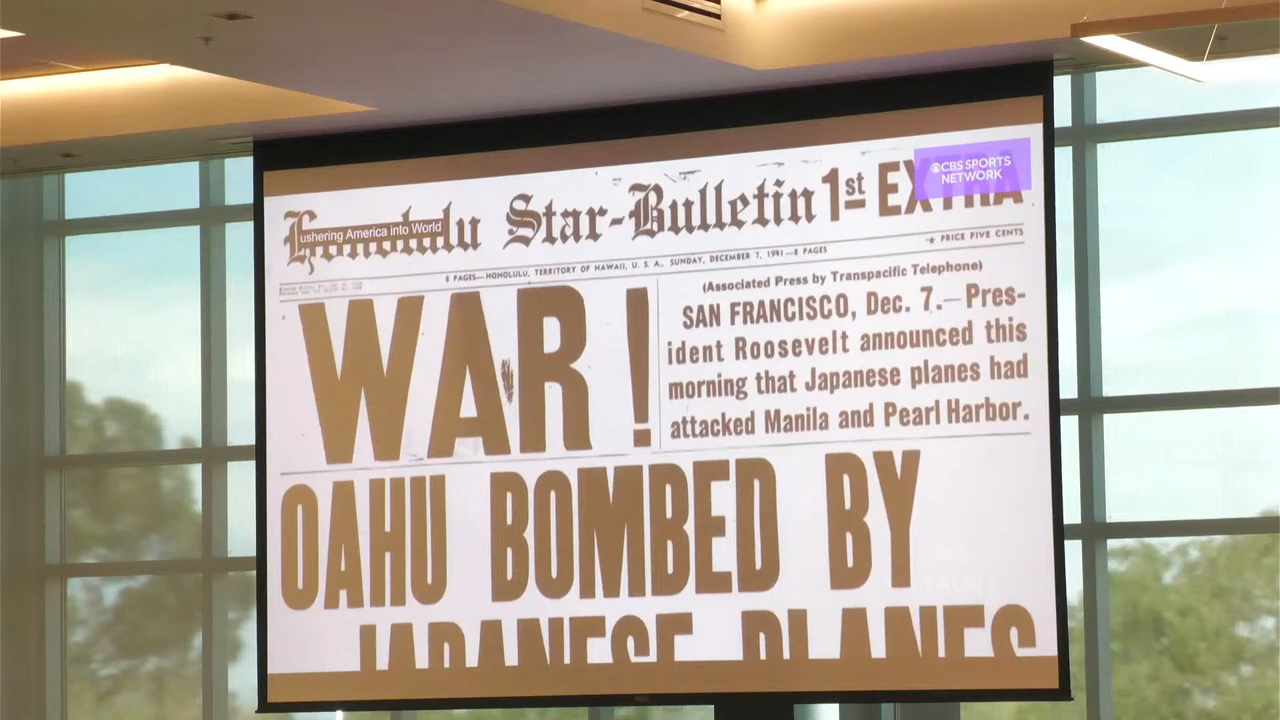 Honolulu Star-Bulletin 1st EXTRA
CBS SPORTS
NETWORK
ushering America into World
8 PAGES—HONOLULU, TERRITORY OF HAWAII, U. S. A., SUNDAY, DECEMBER 7, 1941—8 PAGES
★ PRICE FIVE CENTS
WAR!
(Associated Press by Transpacific Telephone)
SAN FRANCISCO, Dec. 7.—Pres-
ident Roosevelt announced this
morning that Japanese planes had
attacked Manila and Pearl Harbor.
OAHU BOMBED BY
JAPANESE PLANES